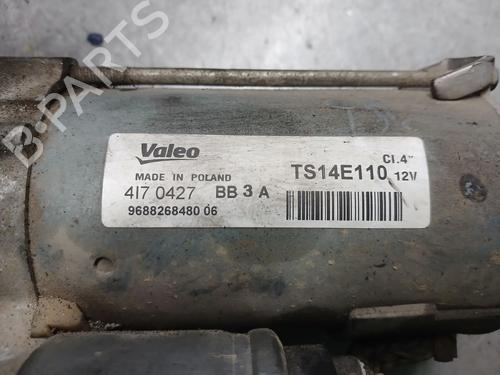 B-PARTS
Valeo
MADE IN POLAND
4I7 0427 BB 3 A
9688268480 06
TS14E110
Cl.4"
12V